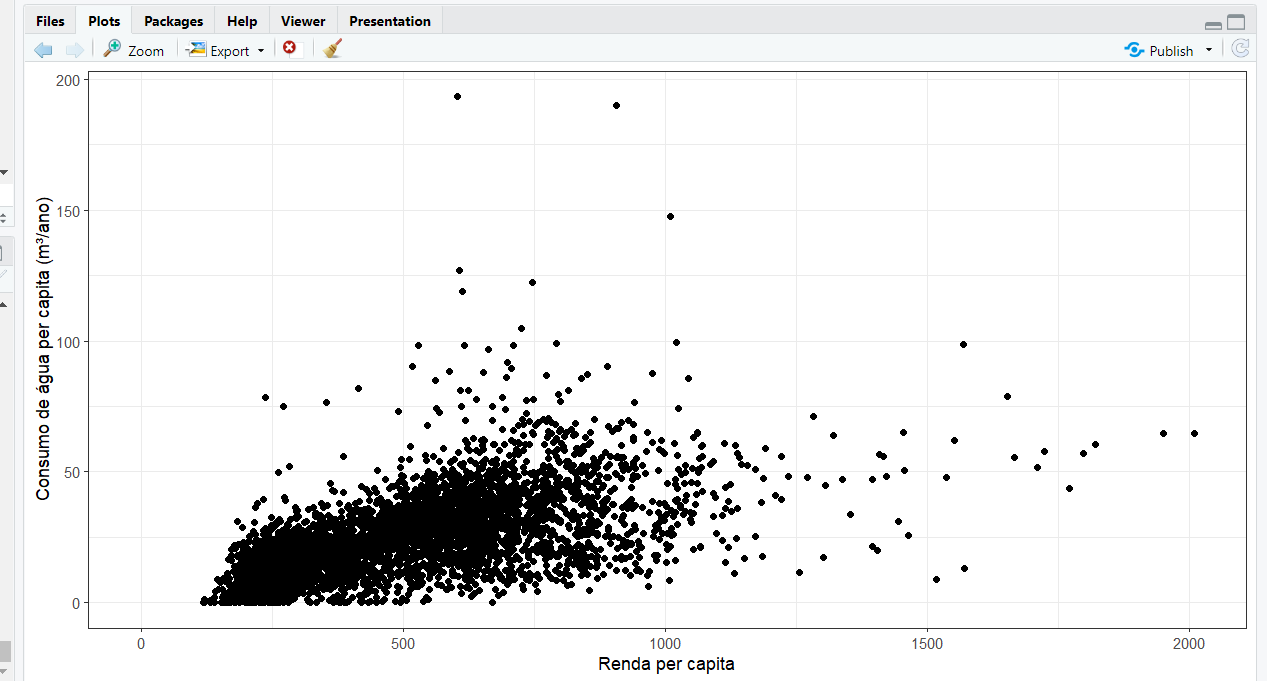 Files Plots Packages Help Viewer Presentation
Zoom Export Publish
200
150
100
50
0
Consumo de água per capita (m³/ano)
0 500 1000 1500 2000
Renda per capita